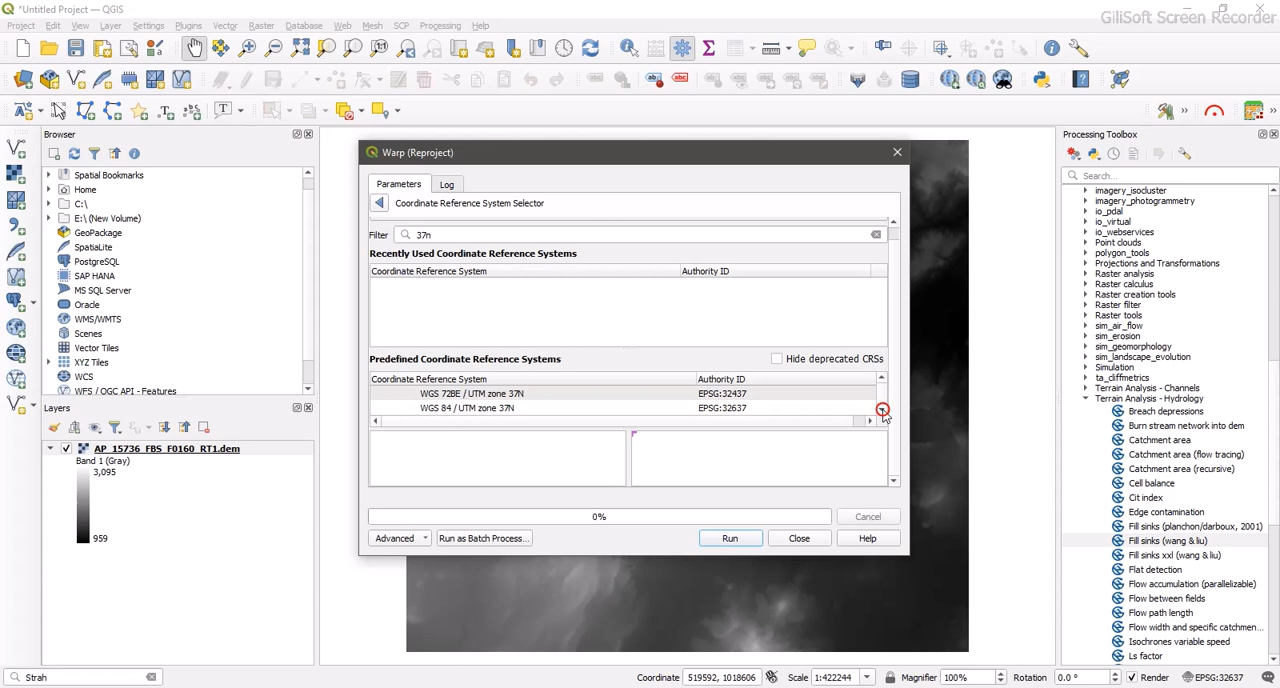 *Untitled Project — QGIS
GiliSoft Screen Recorder
Project Edit View Layer Settings Plugins Vector Raster Database Web Mesh SCP Processing Help
Browser
Spatial Bookmarks
Home
C:\
E:\ (New Volume)
GeoPackage
SpatiaLite
PostgreSQL
SAP HANA
MS SQL Server
Oracle
WMS/WMTS
Scenes
Vector Tiles
XYZ Tiles
WCS
WFS / OGC API - Features
Layers
AP_15736_FBS_F0160_RT1.dem
Band 1 (Gray)
3,095
959
Warp (Reproject)
Parameters Log
Coordinate Reference System Selector
Filter 37n
Recently Used Coordinate Reference Systems
Coordinate Reference System Authority ID
Predefined Coordinate Reference Systems Hide deprecated CRSs
Coordinate Reference System Authority ID
WGS 72BE / UTM zone 37N EPSG:32437
WGS 84 / UTM zone 37N EPSG:32637
0% Cancel
Advanced Run as Batch Process... Run Close Help
Processing Toolbox
Search...
imagery_isocluster
imagery_photogrammetry
io_pdal
io_virtual
io_webservices
Point clouds
polygon_tools
Projections and Transformations
Raster analysis
Raster calculus
Raster creation tools
Raster filter
Raster tools
sim_air_flow
sim_erosion
sim_geomorphology
sim_landscape_evolution
Simulation
ta_cliffmetrics
Terrain Analysis - Channels
Terrain Analysis - Hydrology
Breach depressions
Burn stream network into dem
Catchment area
Catchment area (flow tracing)
Catchment area (recursive)
Cell balance
Cit index
Edge contamination
Fill sinks (planchon/darboux, 2001)
Fill sinks (wang & liu)
Fill sinks xxl (wang & liu)
Flat detection
Flow accumulation (parallelizable)
Flow between fields
Flow path length
Flow width and specific catchmen...
Isochrones variable speed
Ls factor
Strah
Coordinate 519592, 1018606 Scale 1:422244 Magnifier 100% Rotation 0.0 ° Render EPSG:32637